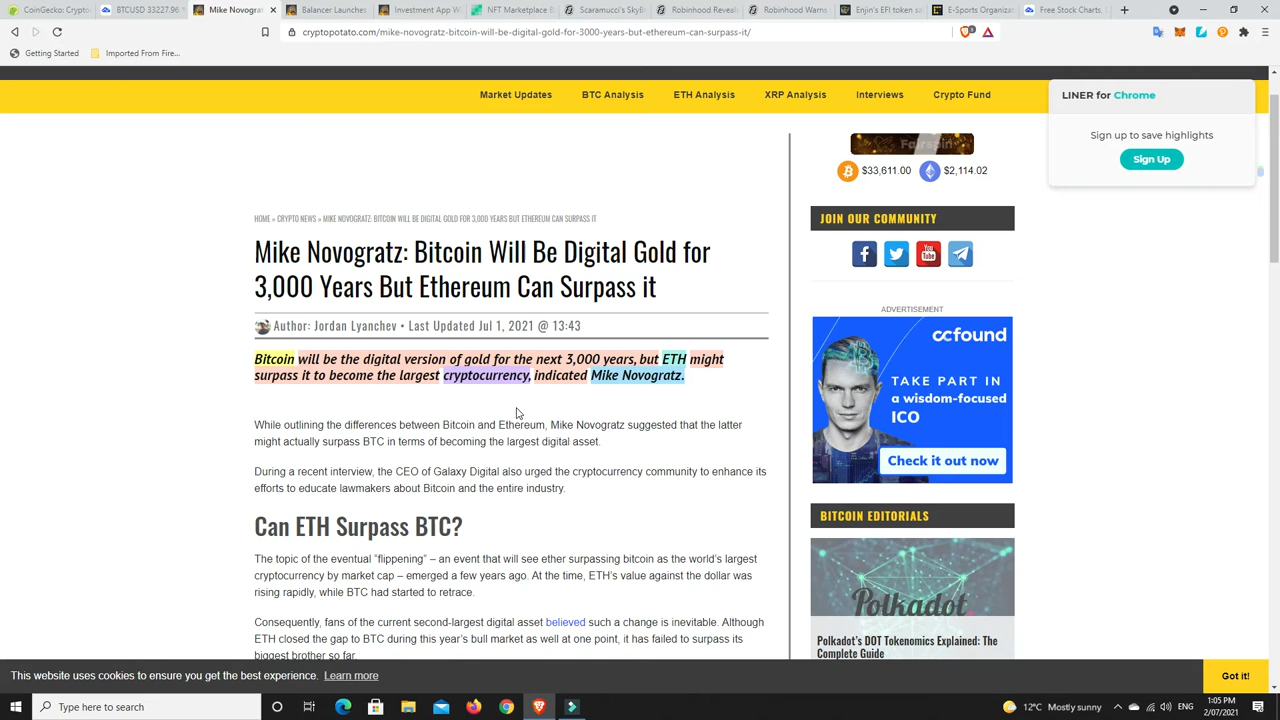 CoinGecko: Crypto
BTCUSD 33227.96
Mike Novogratz
Balancer Launches
Investment App W
NFT Marketplace B
Scaramucci's SkyB
Robinhood Reveals
Robinhood Warns
Enjin's EFI token sa
E-Sports Organizat
Free Stock Charts,
cryptopotato.com/mike-novogratz-bitcoin-will-be-digital-gold-for-3000-years-but-ethereum-can-surpass-it/
Getting Started
Imported From Fire...
Market Updates
BTC Analysis
ETH Analysis
XRP Analysis
Interviews
Crypto Fund
LINER for Chrome
Sign up to save highlights
Sign Up
Fairspin
$33,611.00
$2,114.02
HOME » CRYPTO NEWS » MIKE NOVOGRATZ: BITCOIN WILL BE DIGITAL GOLD FOR 3,000 YEARS BUT ETHEREUM CAN SURPASS IT
Mike Novogratz: Bitcoin Will Be Digital Gold for
3,000 Years But Ethereum Can Surpass it
Author: Jordan Lyanchev • Last Updated Jul 1, 2021 @ 13:43
Bitcoin will be the digital version of gold for the next 3,000 years, but ETH might
surpass it to become the largest cryptocurrency, indicated Mike Novogratz.
While outlining the differences between Bitcoin and Ethereum, Mike Novogratz suggested that the latter
might actually surpass BTC in terms of becoming the largest digital asset.
During a recent interview, the CEO of Galaxy Digital also urged the cryptocurrency community to enhance its
efforts to educate lawmakers about Bitcoin and the entire industry.
Can ETH Surpass BTC?
The topic of the eventual “flippening” – an event that will see ether surpassing bitcoin as the world’s largest
cryptocurrency by market cap – emerged a few years ago. At the time, ETH’s value against the dollar was
rising rapidly, while BTC had started to retrace.
Consequently, fans of the current second-largest digital asset believed such a change is inevitable. Although
ETH closed the gap to BTC during this year’s bull market as well at one point, it has failed to surpass its
biggest brother so far.
JOIN OUR COMMUNITY
You
Tube
ADVERTISEMENT
ccfound
TAKE PART IN
a wisdom-focused
ICO
Check it out now
BITCOIN EDITORIALS
Polkadot.
Polkadot’s DOT Tokenomics Explained: The
Complete Guide
This website uses cookies to ensure you get the best experience. Learn more
Got it!
Type here to search
12°C Mostly sunny
ENG
1:05 PM
2/07/2021